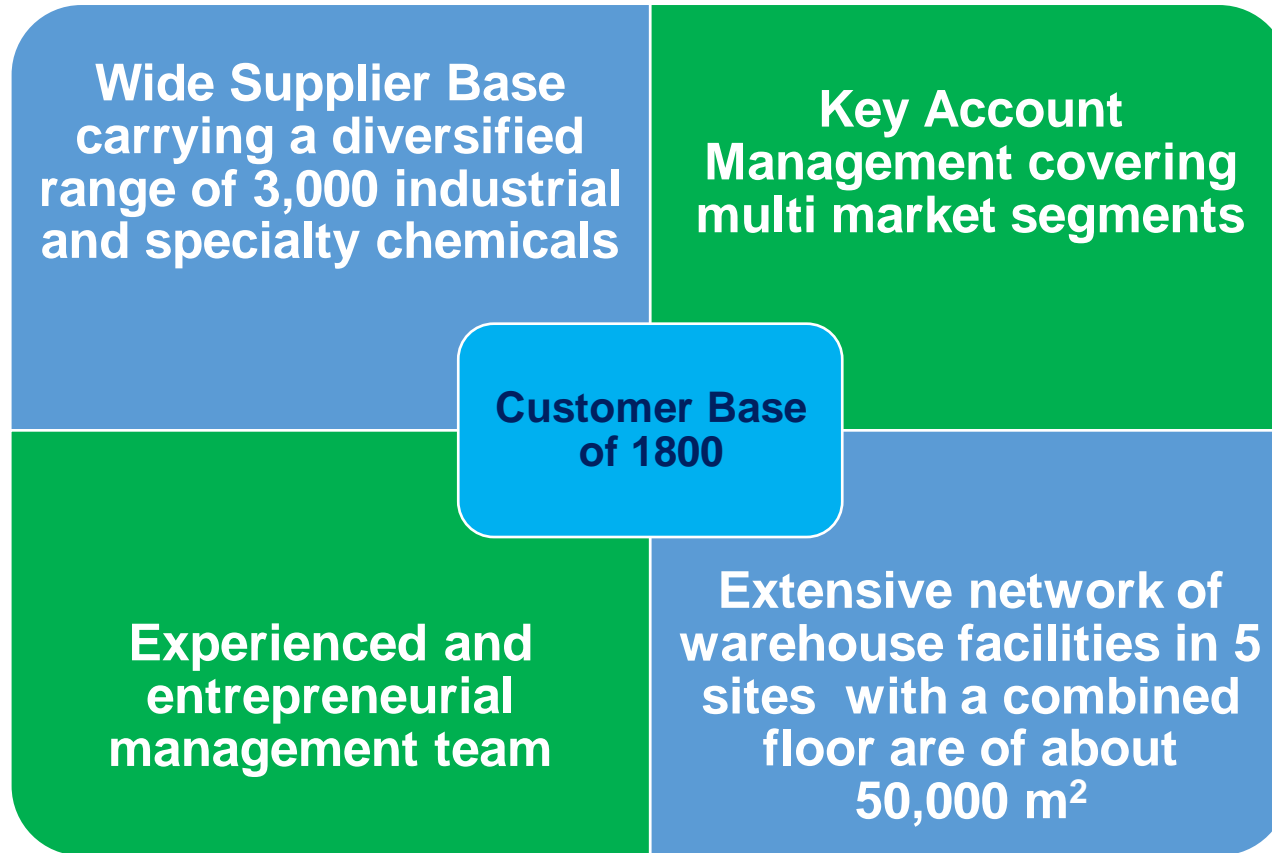 Wide Supplier Base
carrying a diversified
range of 3,000 industrial
and specialty chemicals
Key Account
Management covering
multi market segments
Customer Base
of 1800
Experienced and
entrepreneurial
management team
Extensive network of
warehouse facilities in 5
sites  with a combined
floor are of about
50,000 m²